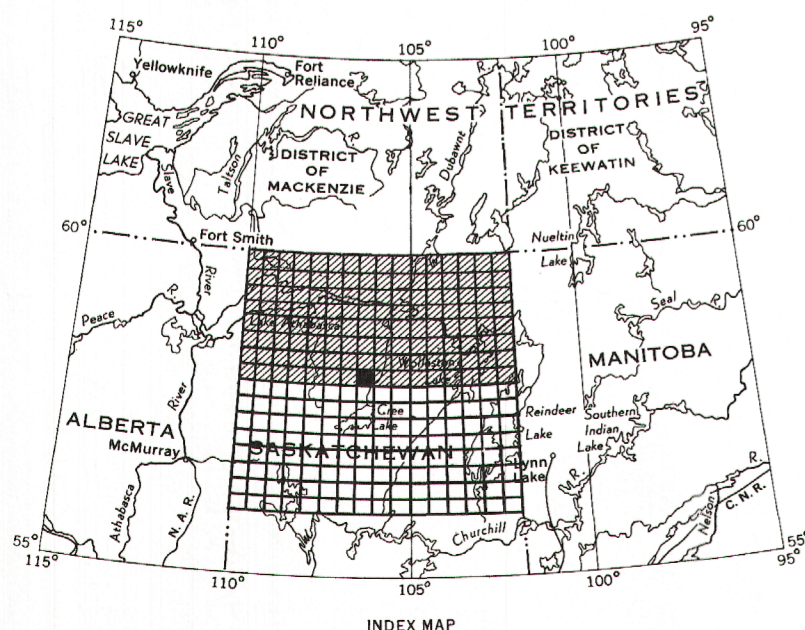 115°
110°
105°
100°
95°
Yellowknife
Fort
Reliance
R.
R.
NORTHWEST TERRITORIES
GREAT
SLAVE
LAKE
Slave
Taltson
DISTRICT
OF
MACKENZIE
R.
Dubawnt
DISTRICT
OF
KEEWATIN
60°
Fort Smith
Nueltin
Lake
60°
River
R.
Peace
Lake Athabasca
Seal
R.
Wollaston
Lake
MANITOBA
River
ALBERTA
McMurray
Cree
Lake
Reindeer
Lake
Southern
Indian
Lake
SASKATCHEWAN
Lynn
Lake
R.
R.
Athabasca
N. A. R.
Churchill
Nelson
C.N.R.
55°
115°
110°
105°
100°
55°
95°
INDEX MAP